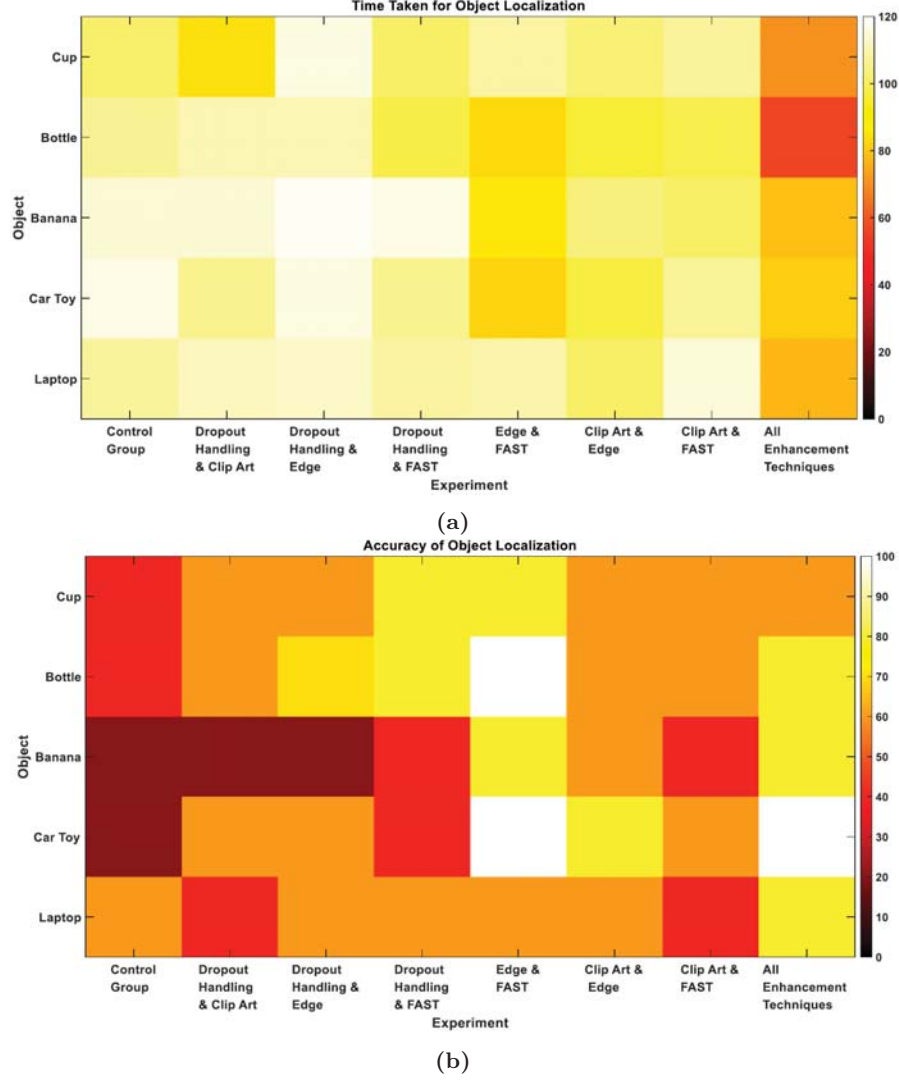 Time Taken for Object Localization
120
100
80
60
40
20
0
Cup
Bottle
Banana
Car Toy
Laptop
Object
Control
Group
Dropout
Handling
& Clip Art
Dropout
Handling &
Edge
Dropout
Handling
& FAST
Edge &
FAST
Clip Art &
Edge
Clip Art &
FAST
All
Enhancement
Techniques
Experiment
(a)
Accuracy of Object Localization
100
90
80
70
60
50
40
30
20
10
0
Cup
Bottle
Banana
Car Toy
Laptop
Object
Control
Group
Dropout
Handling
& Clip Art
Dropout
Handling &
Edge
Dropout
Handling
& FAST
Edge &
FAST
Clip Art &
Edge
Clip Art &
FAST
All
Enhancement
Techniques
Experiment
(b)